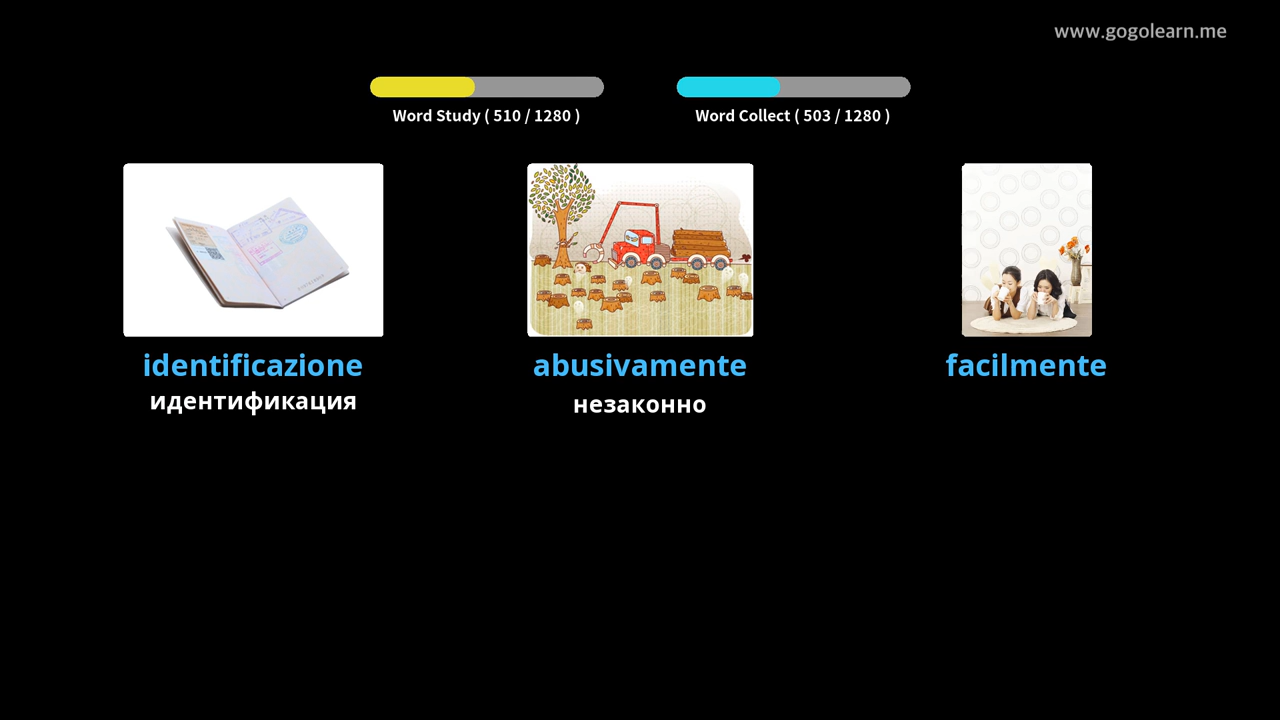 www.gogolearn.me
Word Study ( 510 / 1280 )
Word Collect ( 503 / 1280 )
identificazione
идентификация
abusivamente
незаконно
facilmente